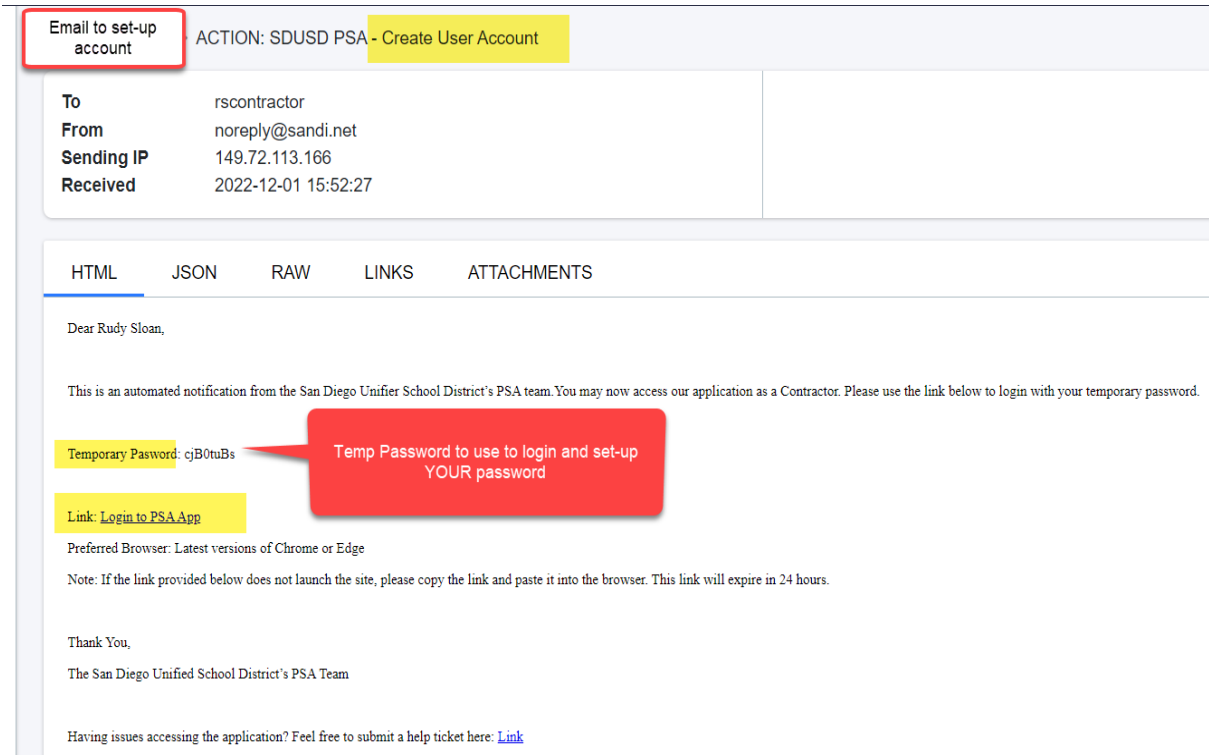 Email to set-up
account
ACTION: SDUSD PSA - Create User Account
To rscontractor
From noreply@sandi.net
Sending IP 149.72.113.166
Received 2022-12-01 15:52:27
HTML JSON RAW LINKS ATTACHMENTS
Dear Rudy Sloan,
This is an automated notification from the San Diego Unifier School District's PSA team.You may now access our application as a Contractor. Please use the link below to login with your temporary password.
Temporary Pasword: cjB0tuBs
Temp Password to use to login and set-up
YOUR password
Link: Login to PSA App
Preferred Browser: Latest versions of Chrome or Edge
Note: If the link provided below does not launch the site, please copy the link and paste it into the browser. This link will expire in 24 hours.
Thank You,
The San Diego Unified School District's PSA Team
Having issues accessing the application? Feel free to submit a help ticket here: Link